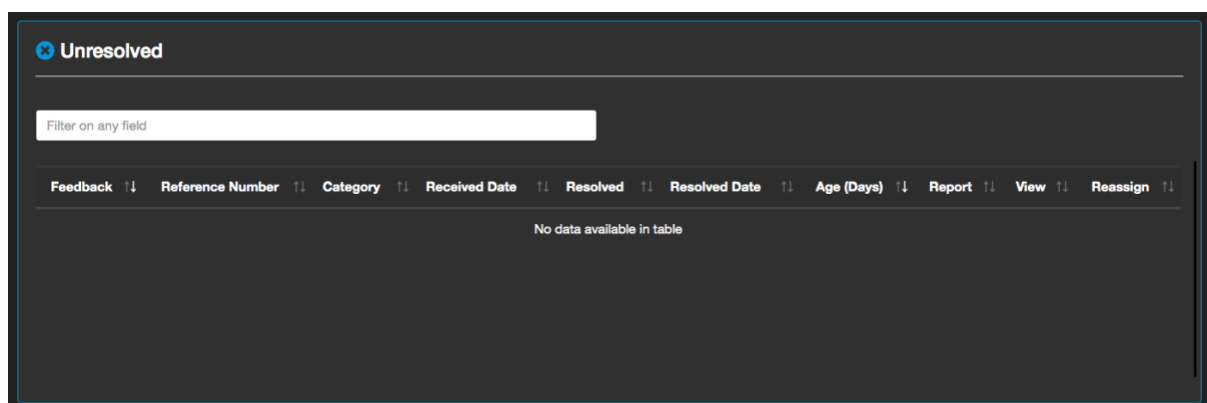 Unresolved
Filter on any field
Feedback Reference Number Category Received Date Resolved Resolved Date Age (Days) Report View Reassign
No data available in table